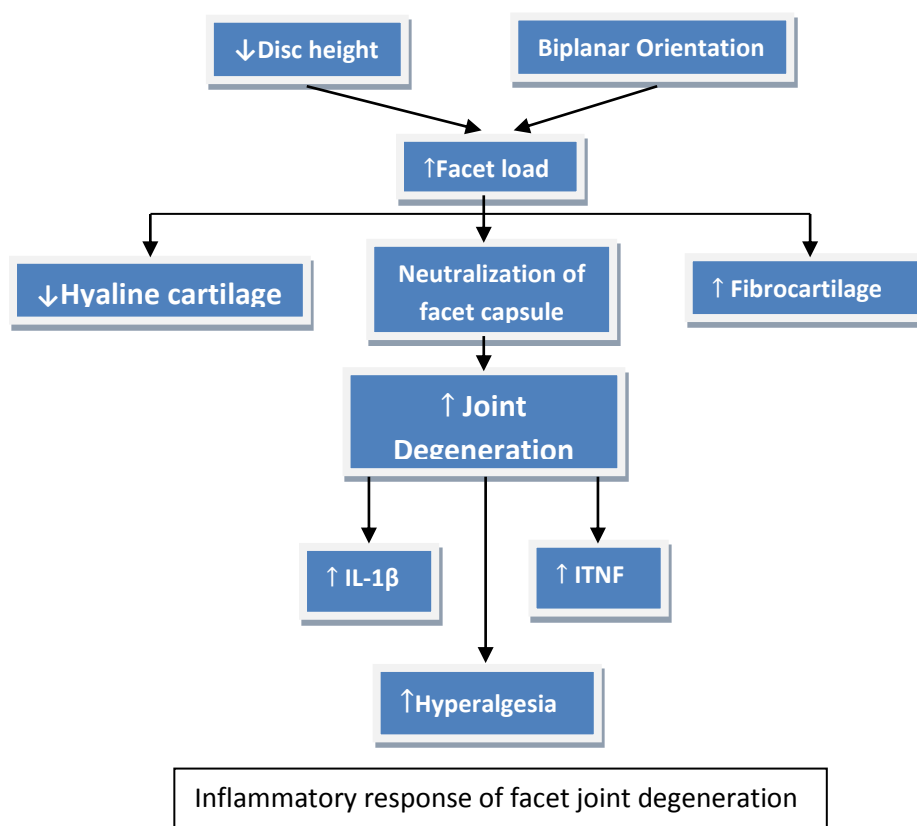 ↓Disc height
Biplanar Orientation
↑Facet load
↓Hyaline cartilage
Neutralization of
facet capsule
↑ Fibrocartilage
↑ Joint
Degeneration
↑ IL-1β
↑ ITNF
↑Hyperalgesia
Inflammatory response of facet joint degeneration